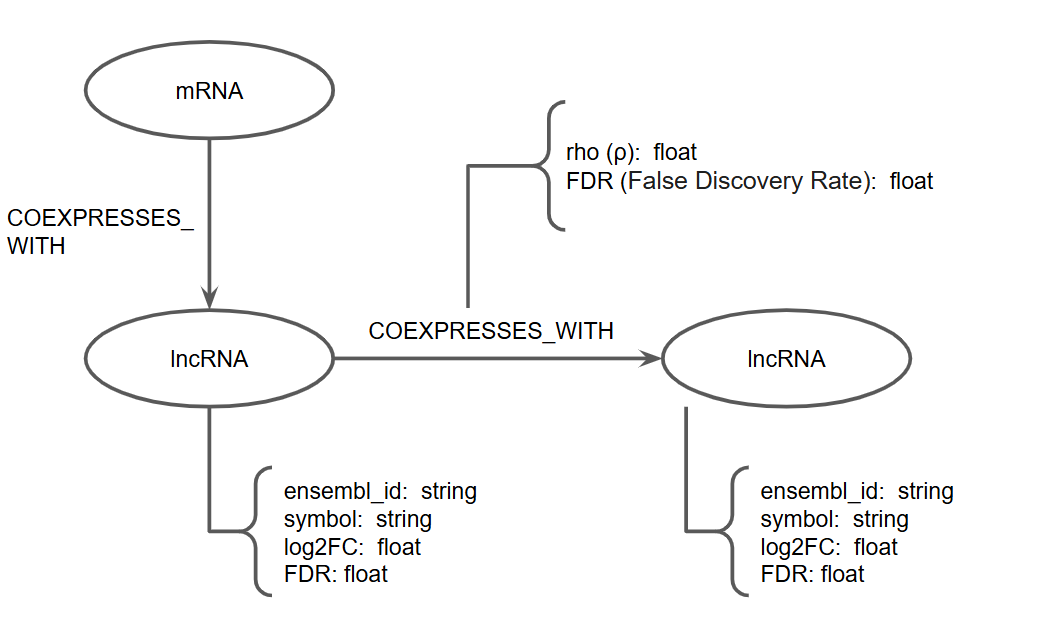 mRNA
rho (ρ): float
FDR (False Discovery Rate): float
COEXPRESSES_
WITH
COEXPRESSES_WITH
lncRNA
lncRNA
ensembl_id: string
symbol: string
log2FC: float
FDR: float
ensembl_id: string
symbol: string
log2FC: float
FDR: float